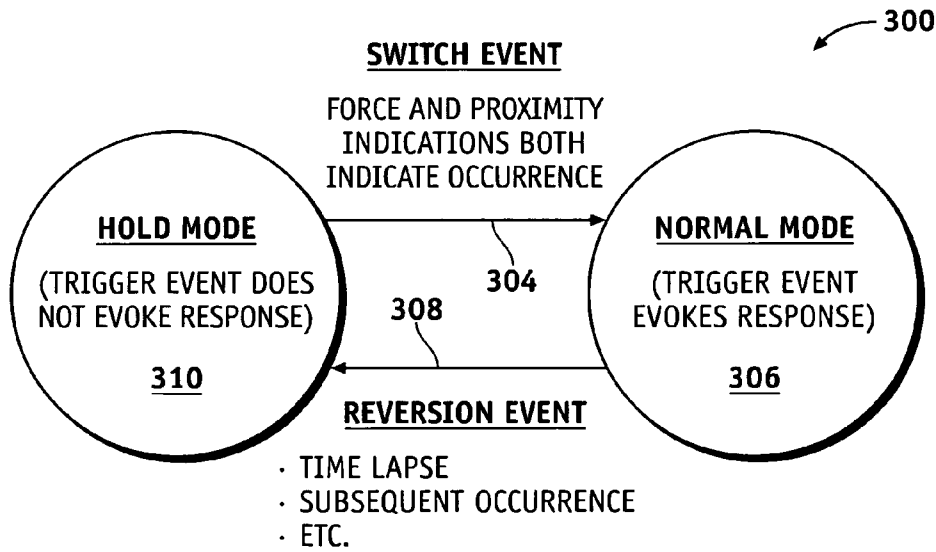 300
SWITCH EVENT
FORCE AND PROXIMITY
INDICATIONS BOTH
INDICATE OCCURRENCE
HOLD MODE
(TRIGGER EVENT DOES
NOT EVOKE RESPONSE)
310
304
308
NORMAL MODE
(TRIGGER EVENT
EVOKES RESPONSE)
306
REVERSION EVENT
· TIME LAPSE
· SUBSEQUENT OCCURRENCE
· ETC.